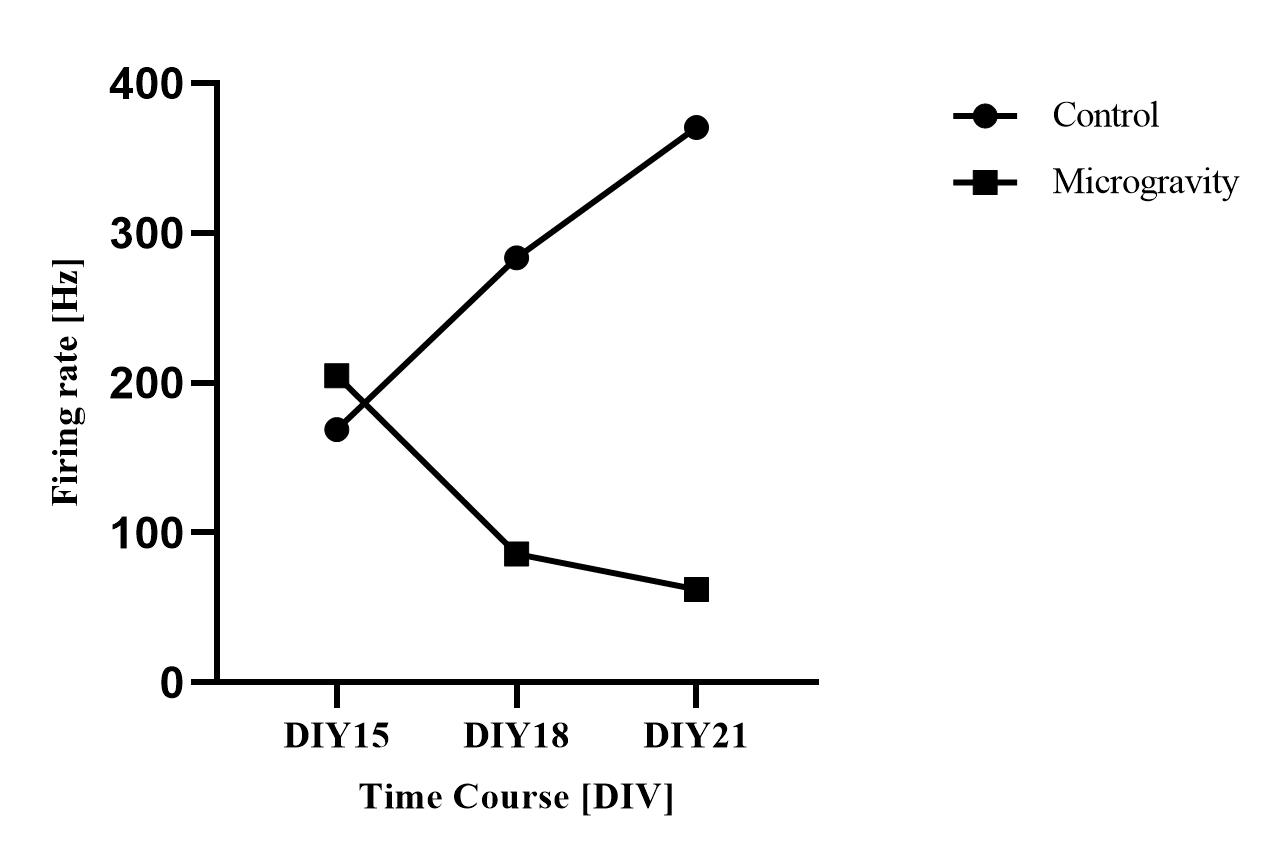 400
300
200
100
0
Firing rate [Hz]
DIY15 DIY18 DIY21
Time Course [DIV]
Control
Microgravity